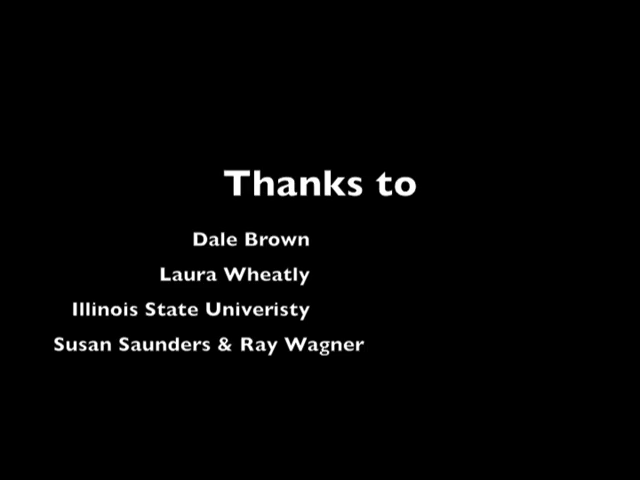 Thanks to
Dale Brown
Laura Wheatly
Illinois State Univeristy
Susan Saunders & Ray Wagner